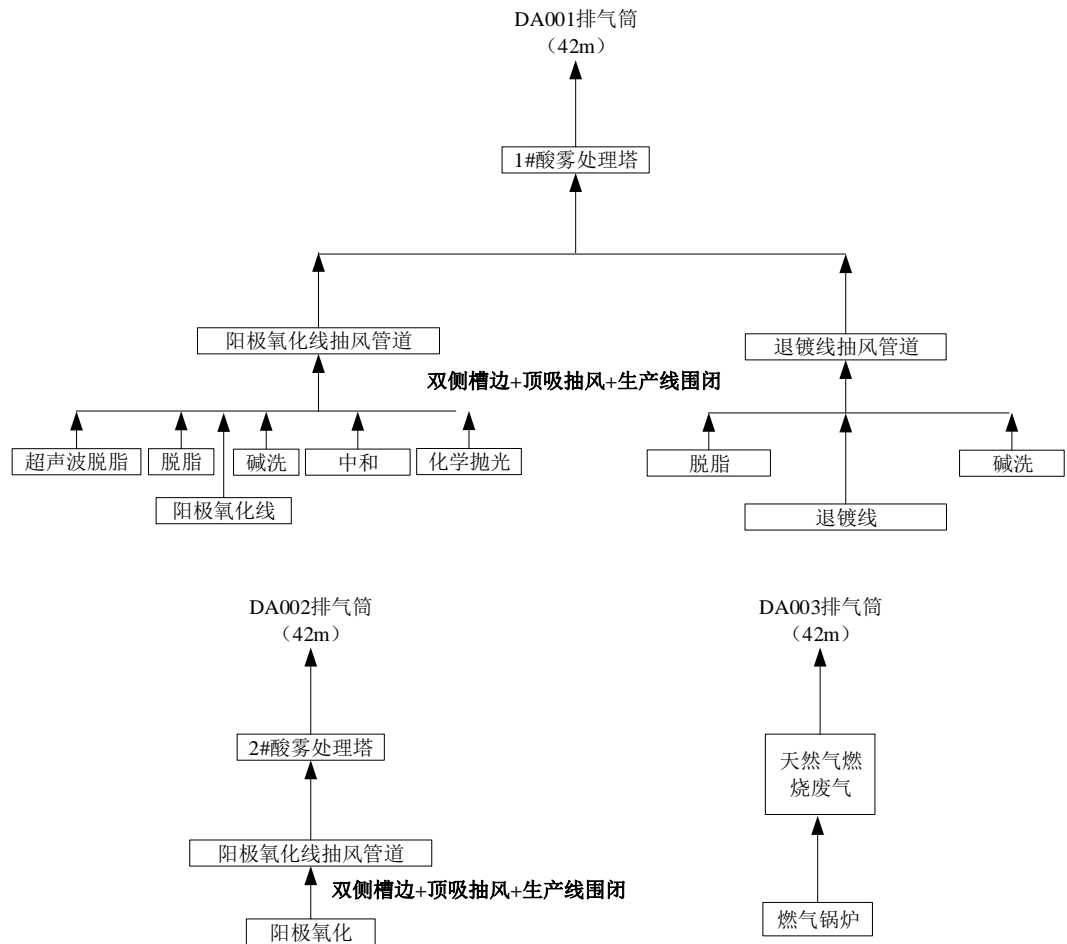 DA001排气筒
（42m）
1#酸雾处理塔
阳极氧化线抽风管道
退镀线抽风管道
双侧槽边+顶吸抽风+生产线围闭
超声波脱脂
脱脂
碱洗
中和
化学抛光
脱脂
碱洗
阳极氧化线
退镀线
DA002排气筒
（42m）
DA003排气筒
（42m）
2#酸雾处理塔
天然气燃
烧废气
阳极氧化线抽风管道
双侧槽边+顶吸抽风+生产线围闭
阳极氧化
燃气锅炉